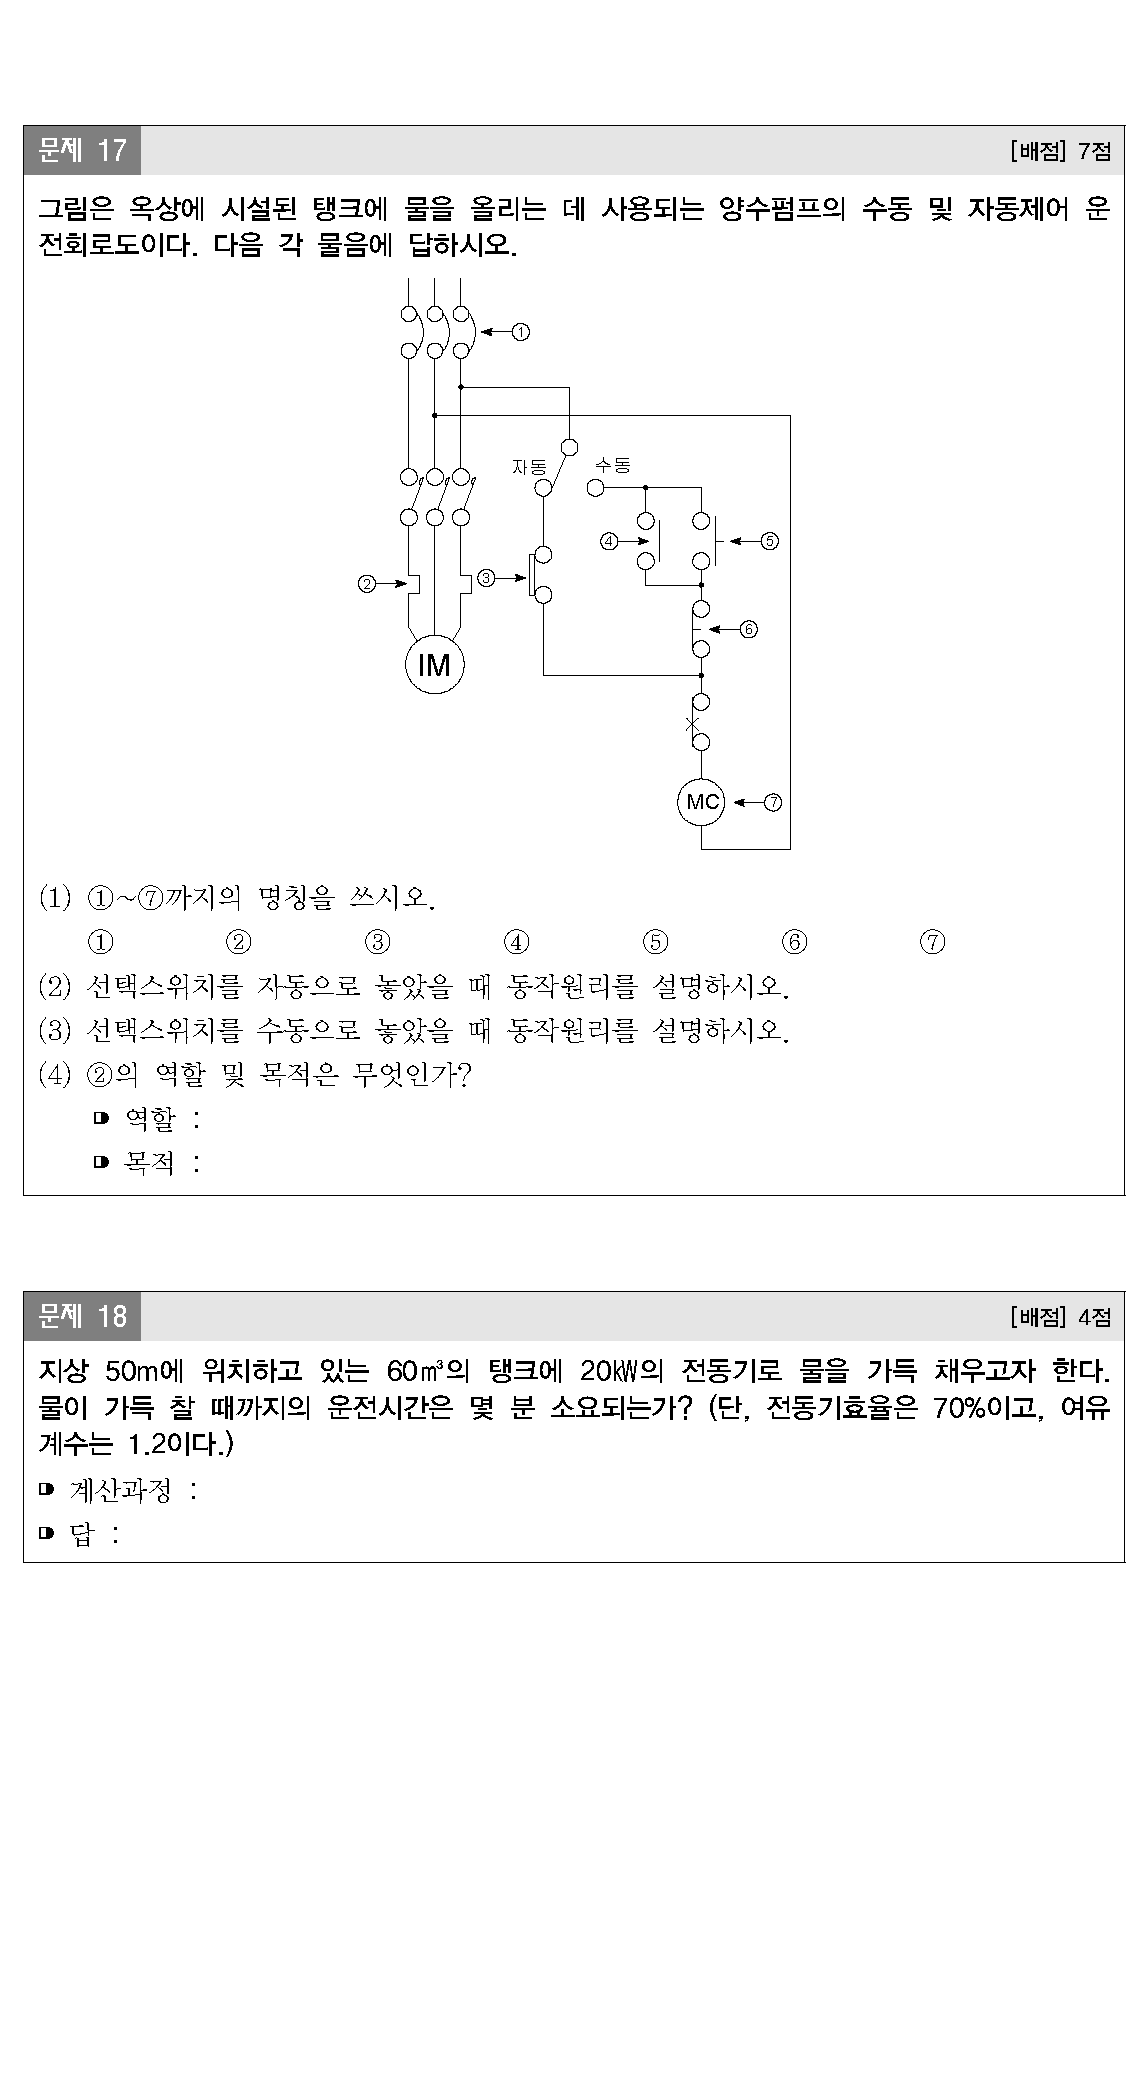 문제 17
[배점] 7점
그림은 옥상에 시설된 탱크에 물을 올리는 데 사용되는 양수펌프의 수동 및 자동제어 운
전회로도이다. 다음 각 물음에 답하시오.
①
자동
수동
④
⑤
②
③
⑥
IM
MC
⑦
(1) ①~⑦까지의 명칭을 쓰시오.
① ② ③ ④ ⑤ ⑥ ⑦
(2) 선택스위치를 자동으로 놓았을 때 동작원리를 설명하시오.
(3) 선택스위치를 수동으로 놓았을 때 동작원리를 설명하시오.
(4) ②의 역할 및 목적은 무엇인가?
역할 :
목적 :
문제 18
[배점] 4점
지상 50m에 위치하고 있는 60㎥의 탱크에 20㎾의 전동기로 물을 가득 채우고자 한다.
물이 가득 찰 때까지의 운전시간은 몇 분 소요되는가? (단, 전동기효율은 70%이고, 여유
계수는 1.2이다.)
계산과정 :
답 :